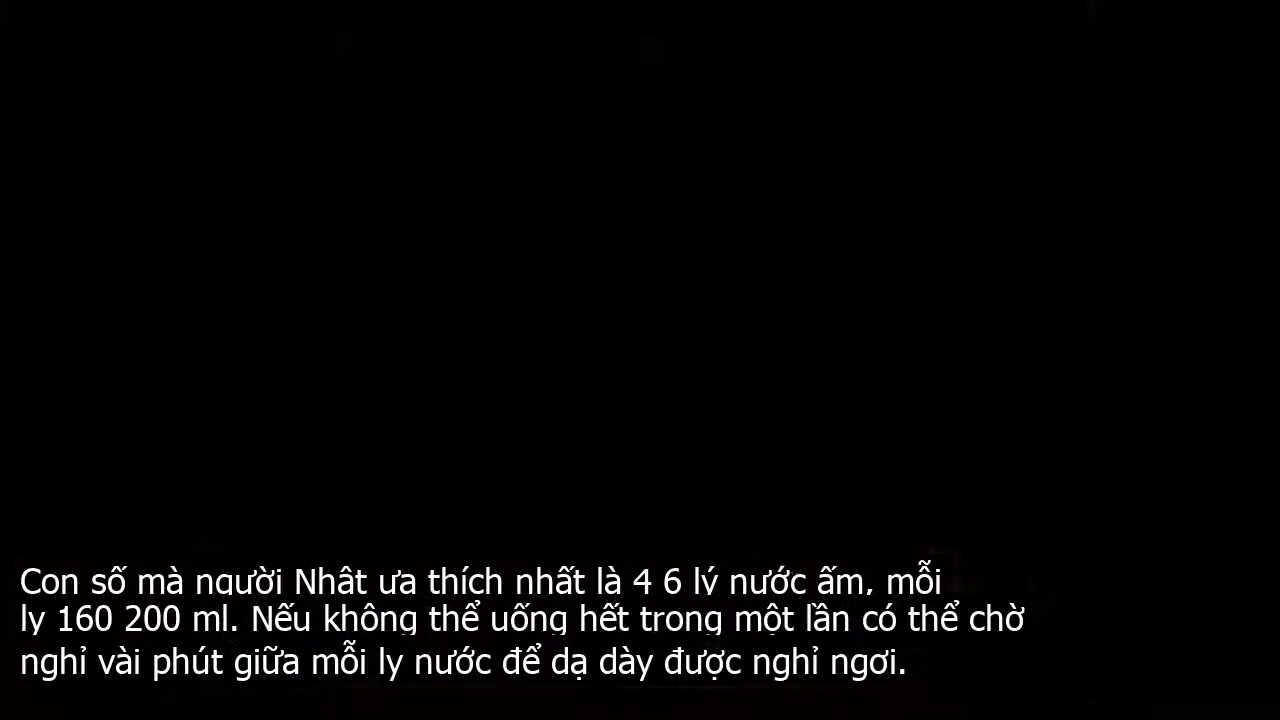 Con số mà người Nhật ưa thích nhất là 4 6 lý nước ấm, mỗi
ly 160 200 ml. Nếu không thể uống hết trong một lần có thể chờ
nghỉ vài phút giữa mỗi ly nước để dạ dày được nghỉ ngơi.